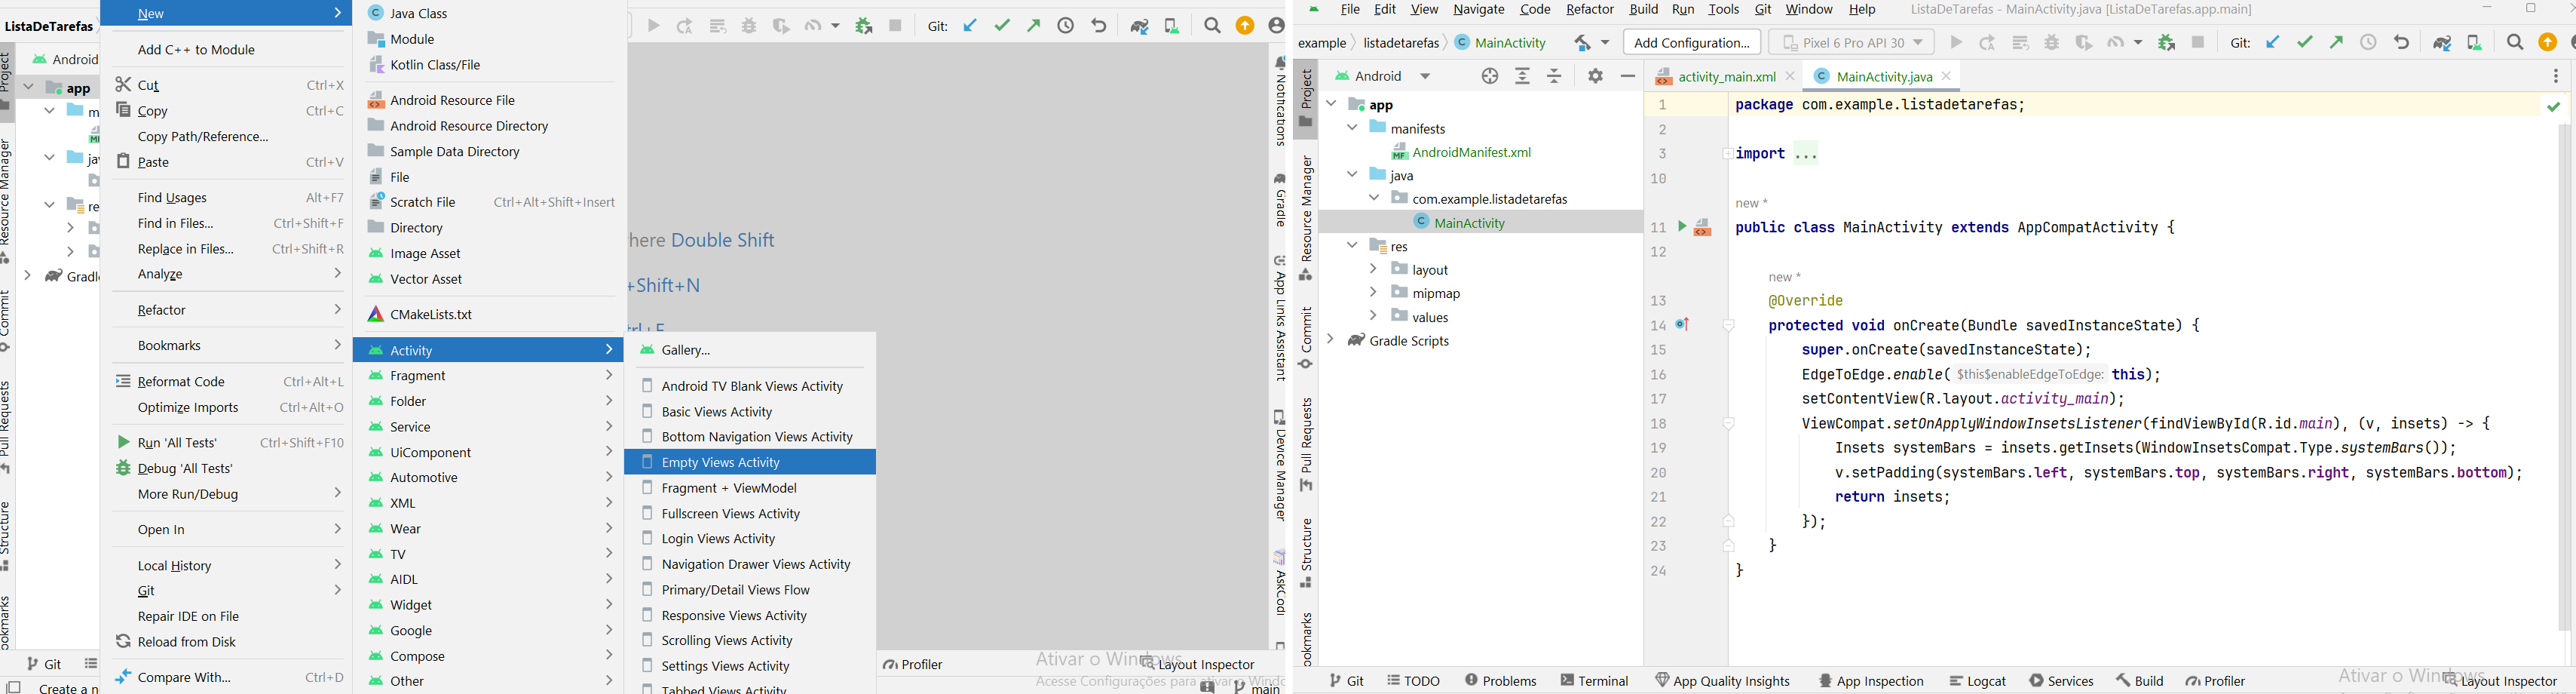 ListaDeTarefas
Android
app
Gradle
Project
Resource Manager
Commit
Pull Requests
Structure
New
Add C++ to Module
Cut Ctrl+X
Copy Ctrl+C
Copy Path/Reference...
Paste Ctrl+V
Find Usages Alt+F7
Find in Files... Ctrl+Shift+F
Replace in Files... Ctrl+Shift+R
Analyze
Refactor
Bookmarks
Reformat Code Ctrl+Alt+L
Optimize Imports Ctrl+Alt+O
Run 'All Tests' Ctrl+Shift+F10
Debug 'All Tests'
More Run/Debug
Open In
Local History
Git
Repair IDE on File
Reload from Disk
Compare With... Ctrl+D
Java Class
Module
Kotlin Class/File
Android Resource File
Android Resource Directory
Sample Data Directory
File
Scratch File Ctrl+Alt+Shift+Insert
Directory
Image Asset
Vector Asset
CMakeLists.txt
Activity
Fragment
Folder
Service
UiComponent
Automotive
XML
Wear
TV
AIDL
Widget
Google
Compose
Other
Gallery...
Android TV Blank Views Activity
Basic Views Activity
Bottom Navigation Views Activity
Empty Views Activity
Fragment + ViewModel
Fullscreen Views Activity
Login Views Activity
Navigation Drawer Views Activity
Primary/Detail Views Flow
Responsive Views Activity
Scrolling Views Activity
Settings Views Activity
Tabbed Views Activity
Git:
here Double Shift
+Shift+N
Notifications
Gradle
App Links Assistant
Device Manager
AskCodi
Git
Profiler
Layout Inspector
Ativar o Windows
Acesse Configurações para ativar o Windo
Create a n
main
File Edit View Navigate Code Refactor Build Run Tools Git Window Help ListaDeTarefas - MainActivity.java [ListaDeTarefas.app.main]
example listadetarefas MainActivity Add Configuration... Pixel 6 Pro API 30 Git:
Project
Resource Manager
Commit
Pull Requests
Structure
Android
app
manifests
AndroidManifest.xml
java
com.example.listadetarefas
MainActivity
res
layout
mipmap
values
Gradle Scripts
activity_main.xml MainActivity.java
1 package com.example.listadetarefas;
2
3 import ...
10
new *
11 public class MainActivity extends AppCompatActivity {
12
new *
13 @Override
14 protected void onCreate(Bundle savedInstanceState) {
15 super.onCreate(savedInstanceState);
16 EdgeToEdge.enable( $this$enableEdgeToEdge: this);
17 setContentView(R.layout.activity_main);
18 ViewCompat.setOnApplyWindowInsetsListener(findViewById(R.id.main), (v, insets) -> {
19 Insets systemBars = insets.getInsets(WindowInsetsCompat.Type.systemBars());
20 v.setPadding(systemBars.left, systemBars.top, systemBars.right, systemBars.bottom);
21 return insets;
22 });
23 }
24 }
Git TODO Problems Terminal App Quality Insights App Inspection Logcat Services Build Profiler Layout Inspector
Ativar o Windows